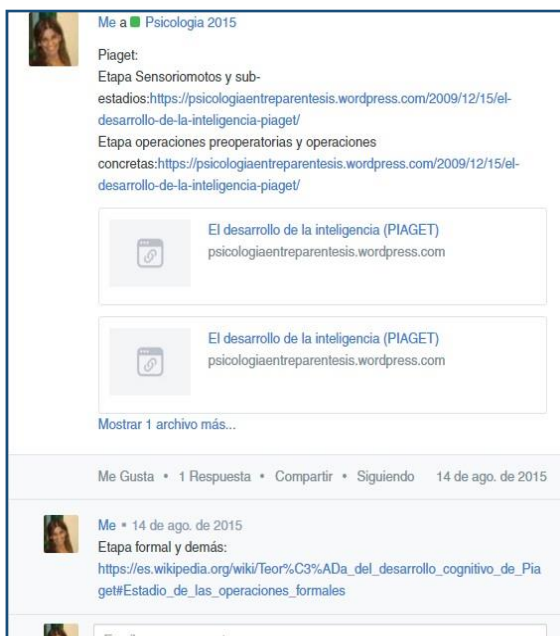 Me a Psicologia 2015
Piaget:
Etapa Sensoriomotos y sub-
estadios:https://psicologiaentreparentesis.wordpress.com/2009/12/15/el-
desarrollo-de-la-inteligencia-piaget/
Etapa operaciones preoperatorias y operaciones
concretas:https://psicologiaentreparentesis.wordpress.com/2009/12/15/el-
desarrollo-de-la-inteligencia-piaget/
El desarrollo de la inteligencia (PIAGET)
psicologiaentreparentesis.wordpress.com
El desarrollo de la inteligencia (PIAGET)
psicologiaentreparentesis.wordpress.com
Mostrar 1 archivo más...
Me Gusta • 1 Respuesta • Compartir • Siguiendo 14 de ago. de 2015
Me • 14 de ago. de 2015
Etapa formal y demás:
https://es.wikipedia.org/wiki/Teor%C3%ADa_del_desarrollo_cognitivo_de_Pia
get#Estadio_de_las_operaciones_formales